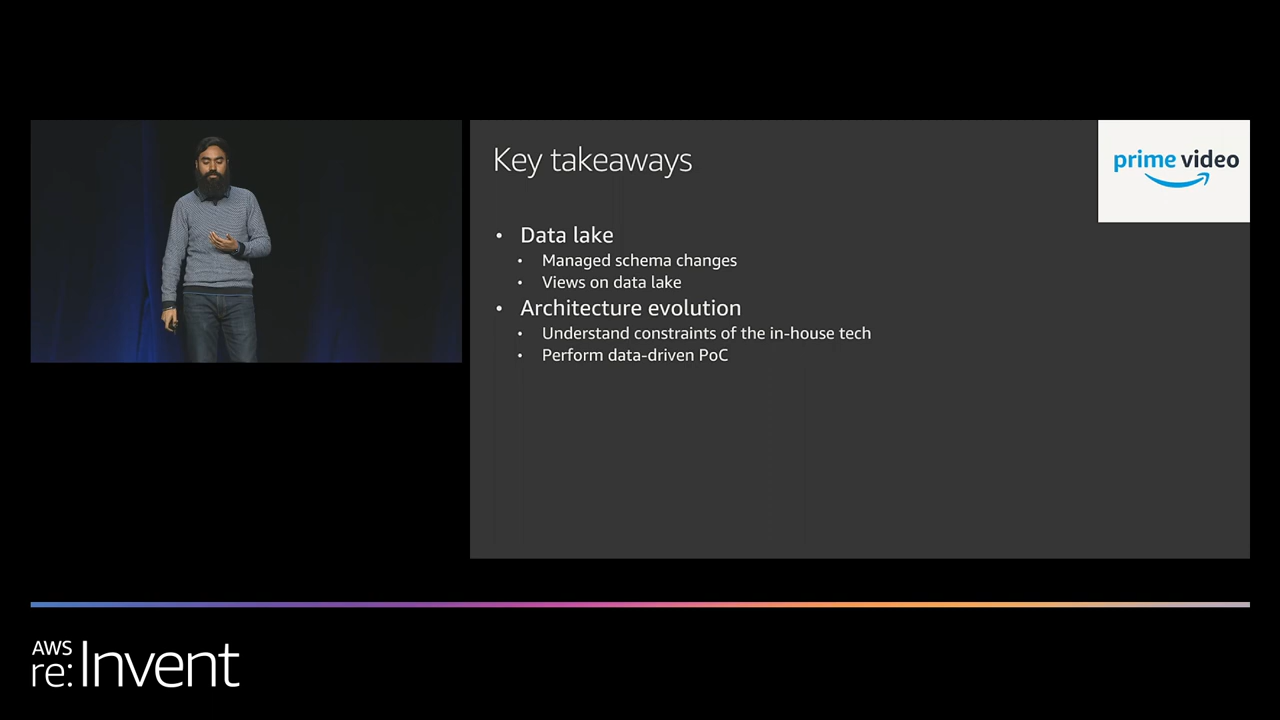 Key takeaways
prime video
• Data lake
• Managed schema changes
• Views on data lake
• Architecture evolution
• Understand constraints of the in-house tech
• Perform data-driven PoC
AWS
re:Invent